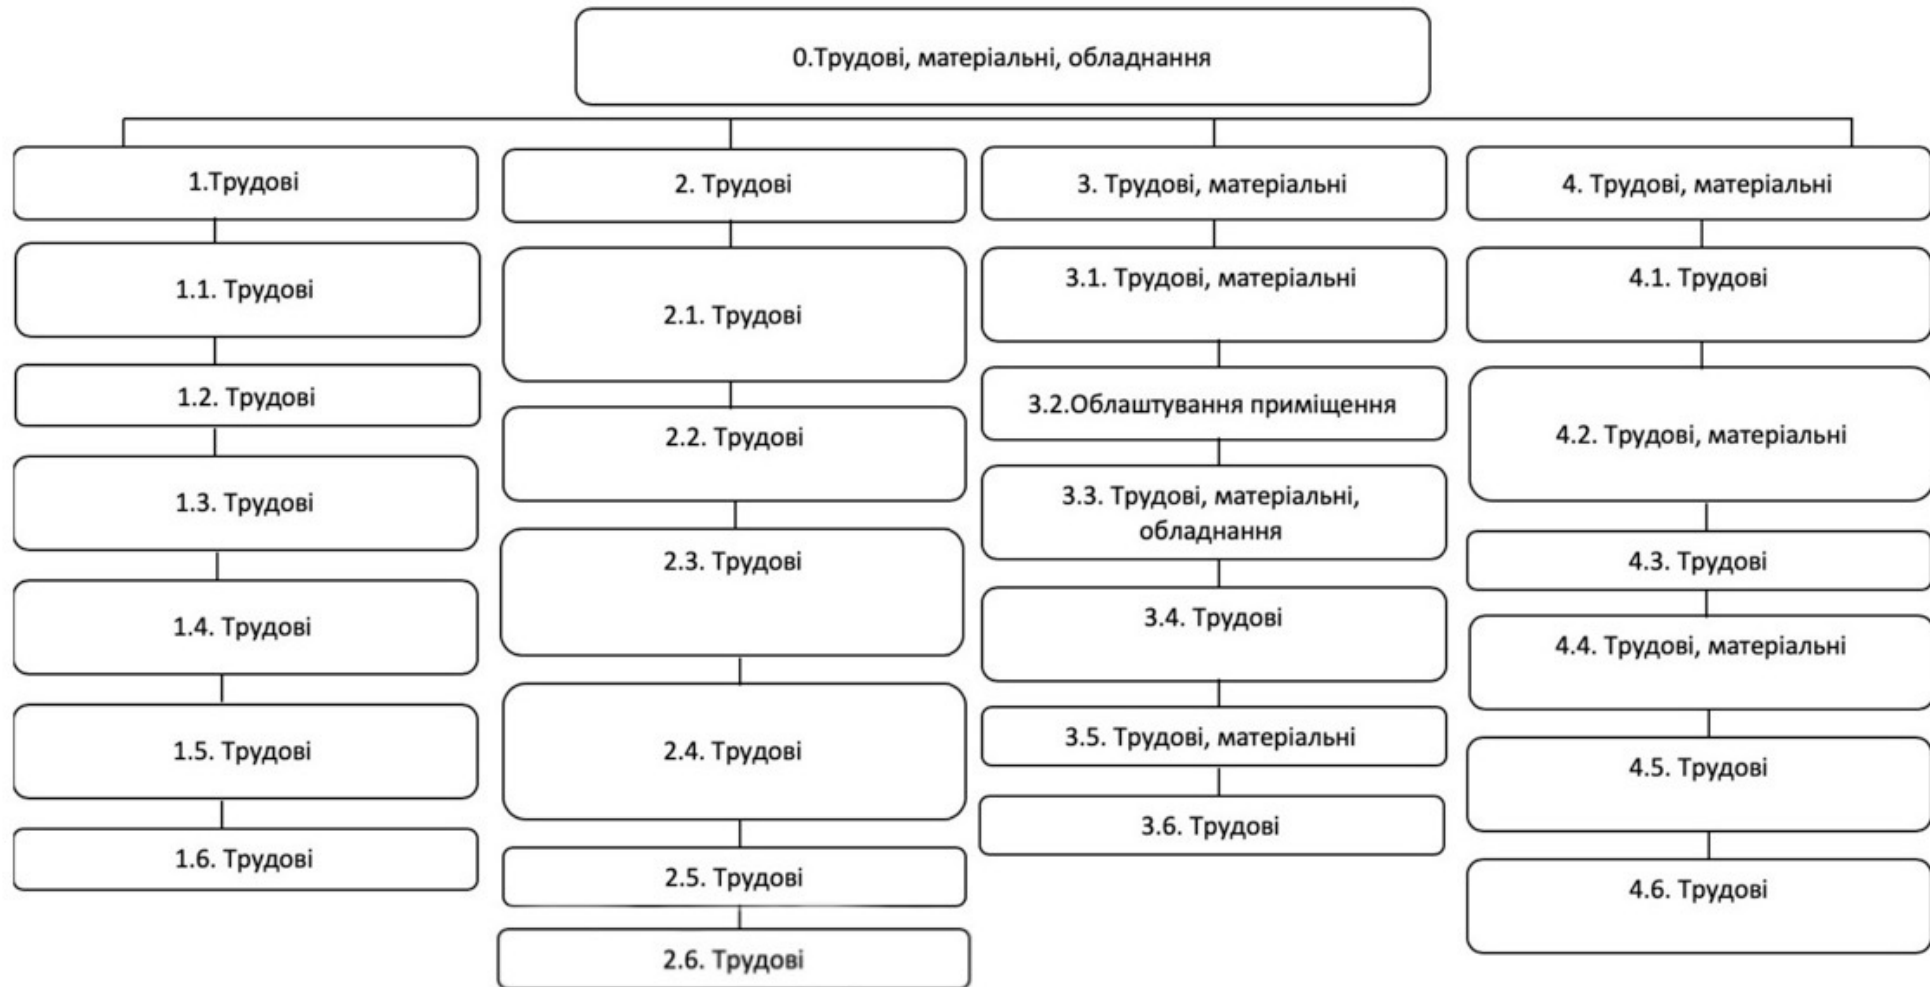 0.Трудові, матеріальні, обладнання
1.Трудові
1.1. Трудові
1.2. Трудові
1.3. Трудові
1.4. Трудові
1.5. Трудові
1.6. Трудові
2. Трудові
2.1. Трудові
2.2. Трудові
2.3. Трудові
2.4. Трудові
2.5. Трудові
2.6. Трудові
3. Трудові, матеріальні
3.1. Трудові, матеріальні
3.2.Облаштування приміщення
3.3. Трудові, матеріальні,
обладнання
3.4. Трудові
3.5. Трудові, матеріальні
3.6. Трудові
4. Трудові, матеріальні
4.1. Трудові
4.2. Трудові, матеріальні
4.3. Трудові
4.4. Трудові, матеріальні
4.5. Трудові
4.6. Трудові